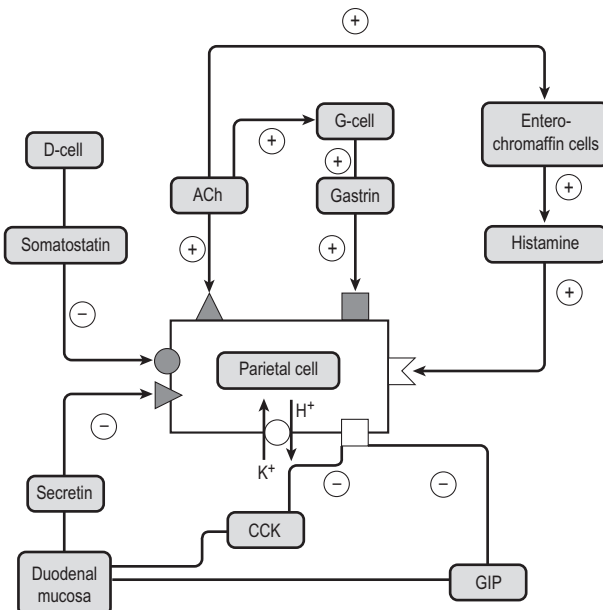 +
G-cell
Entero-
chromaffin cells
D-cell
+
+
+
ACh
Gastrin
Somatostatin
+
+
Histamine
+
−
Parietal cell
H+
K+
−
−
−
Secretin
CCK
Duodenal
mucosa
GIP